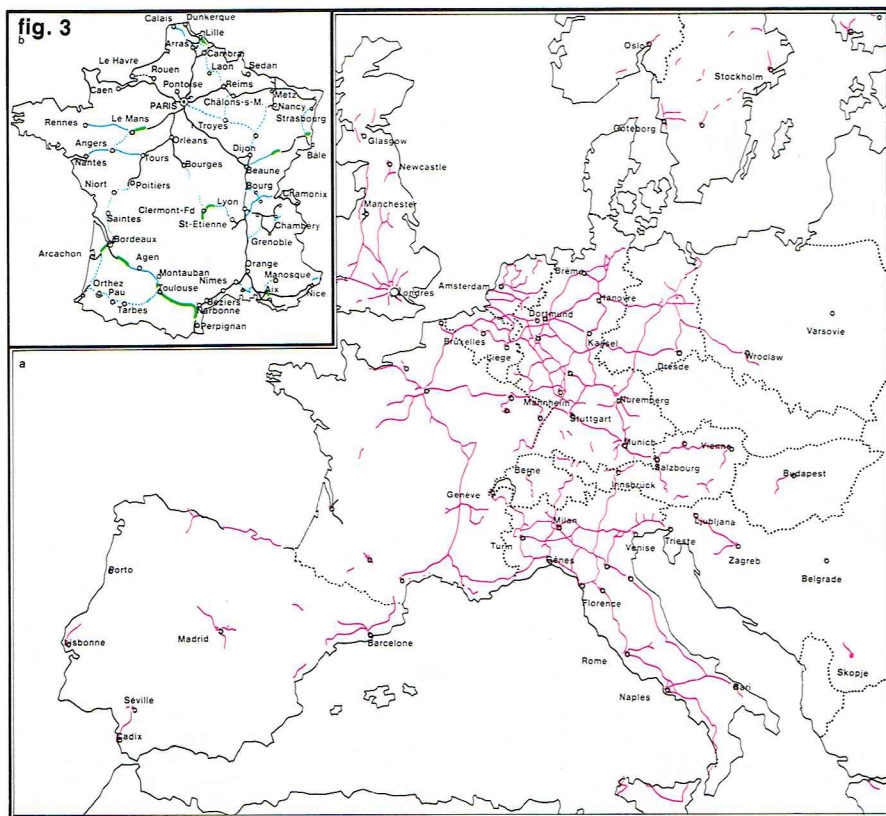 fig. 3
b
Calais
Dunkerque
Lille
Arras
Cambrai
Le Havre
Rouen
Laon
Sedan
Caen
Pontoise
Reims
Metz
PARIS
Châlons-s-M.
Nancy
Strasbourg
Rennes
Le Mans
Troyes
Orléans
Angers
Dijon
Bâle
Nantes
Tours
Bourges
Beaune
Niort
Poitiers
Bourg
Chamonix
Clermont-Fd
Lyon
Saintes
St-Etienne
Chambery
Grenoble
Bordeaux
Arcachon
Agen
Orange
Montauban
Manosque
Orthez
Nimes
Pau
Toulouse
Aix
Nice
Tarbes
Béziers
Narbonne
Perpignan
a
Oslo
Stockholm
Göteborg
Glasgow
Newcastle
Manchester
Londres
Amsterdam
Brême
Hanovre
Dortmund
Varsovie
Bruxelles
Liège
Kassel
Dresde
Wroclaw
Mannheim
Nuremberg
Stuttgart
Munich
Vienne
Salzbourg
Berne
Innsbrück
Budapest
Genève
Milan
Ljubljana
Turin
Venise
Trieste
Zagreb
Gênes
Belgrade
Porto
Florence
Lisbonne
Madrid
Barcelone
Rome
Skopje
Naples
Bari
Séville
Cadix